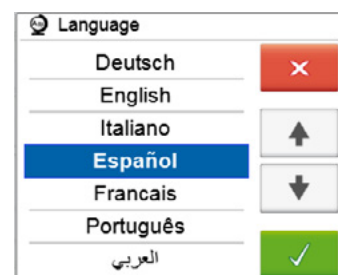 Language
Deutsch
English
Italiano
Español
Francais
Português
العربي